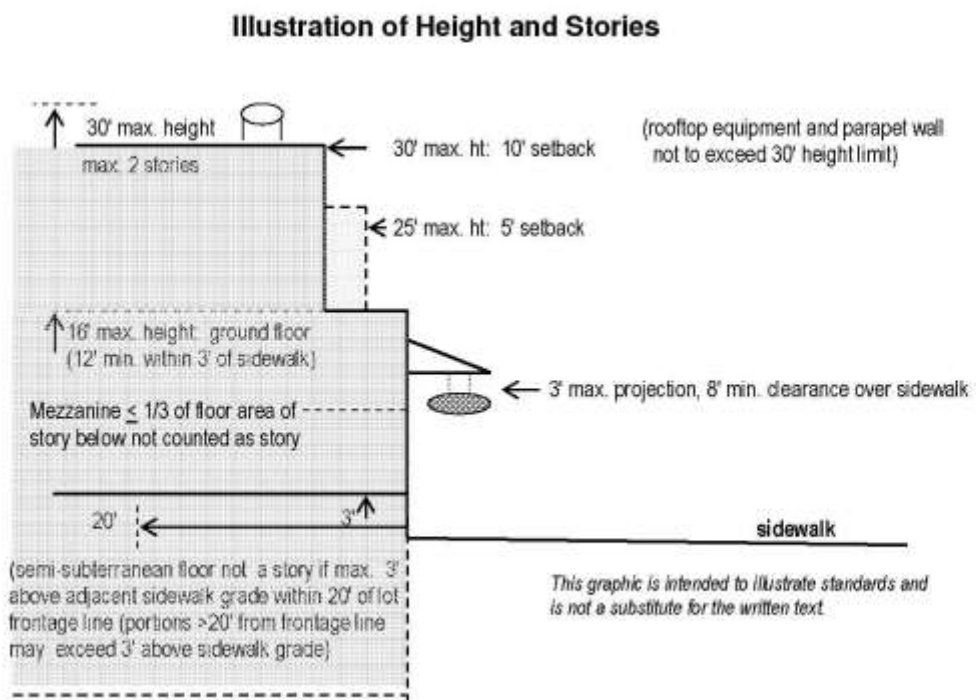 Illustration of Height and Stories
30' max. height
max. 2 stories
30' max. ht: 10' setback
(rooftop equipment and parapet wall
not to exceed 30' height limit)
25' max. ht: 5' setback
16' max. height: ground floor
(12' min. within 3' of sidewalk)
3' max. projection, 8' min. clearance over sidewalk
Mezzanine ≤ 1/3 of floor area of
story below not counted as story
20'
3'
sidewalk
(semi-subterranean floor not a story if max. 3'
above adjacent sidewalk grade within 20' of lot
frontage line (portions >20' from frontage line
may exceed 3' above sidewalk grade)
This graphic is intended to illustrate standards and
is not a substitute for the written text.